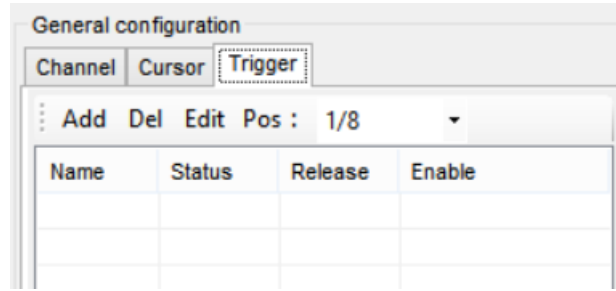 General configuration
Channel Cursor Trigger
Add Del Edit Pos : 1/8
Name Status Release Enable